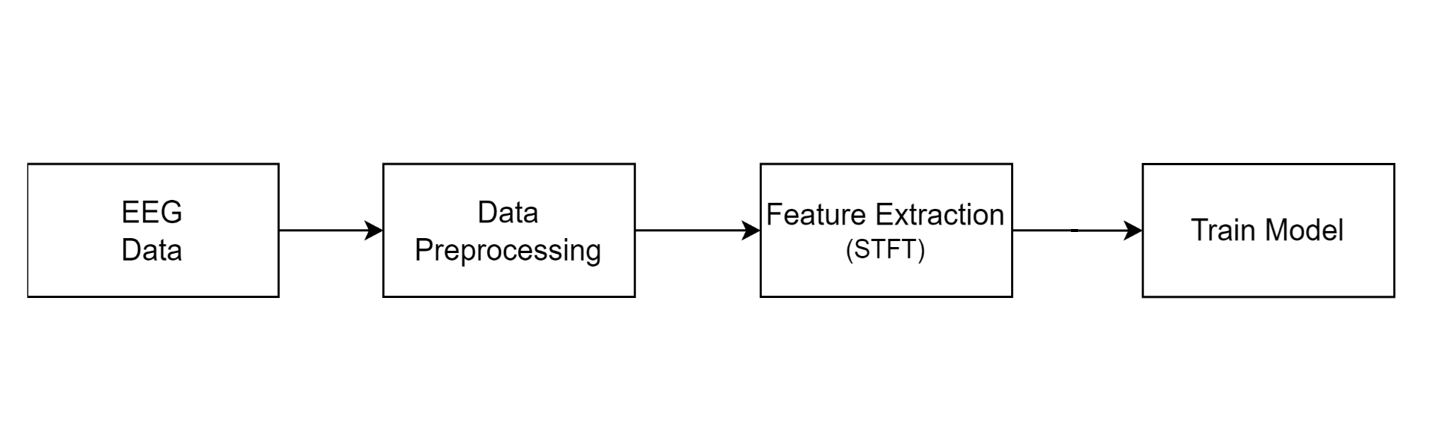 EEG
Data
Data
Preprocessing
Feature Extraction
(STFT)
Train Model